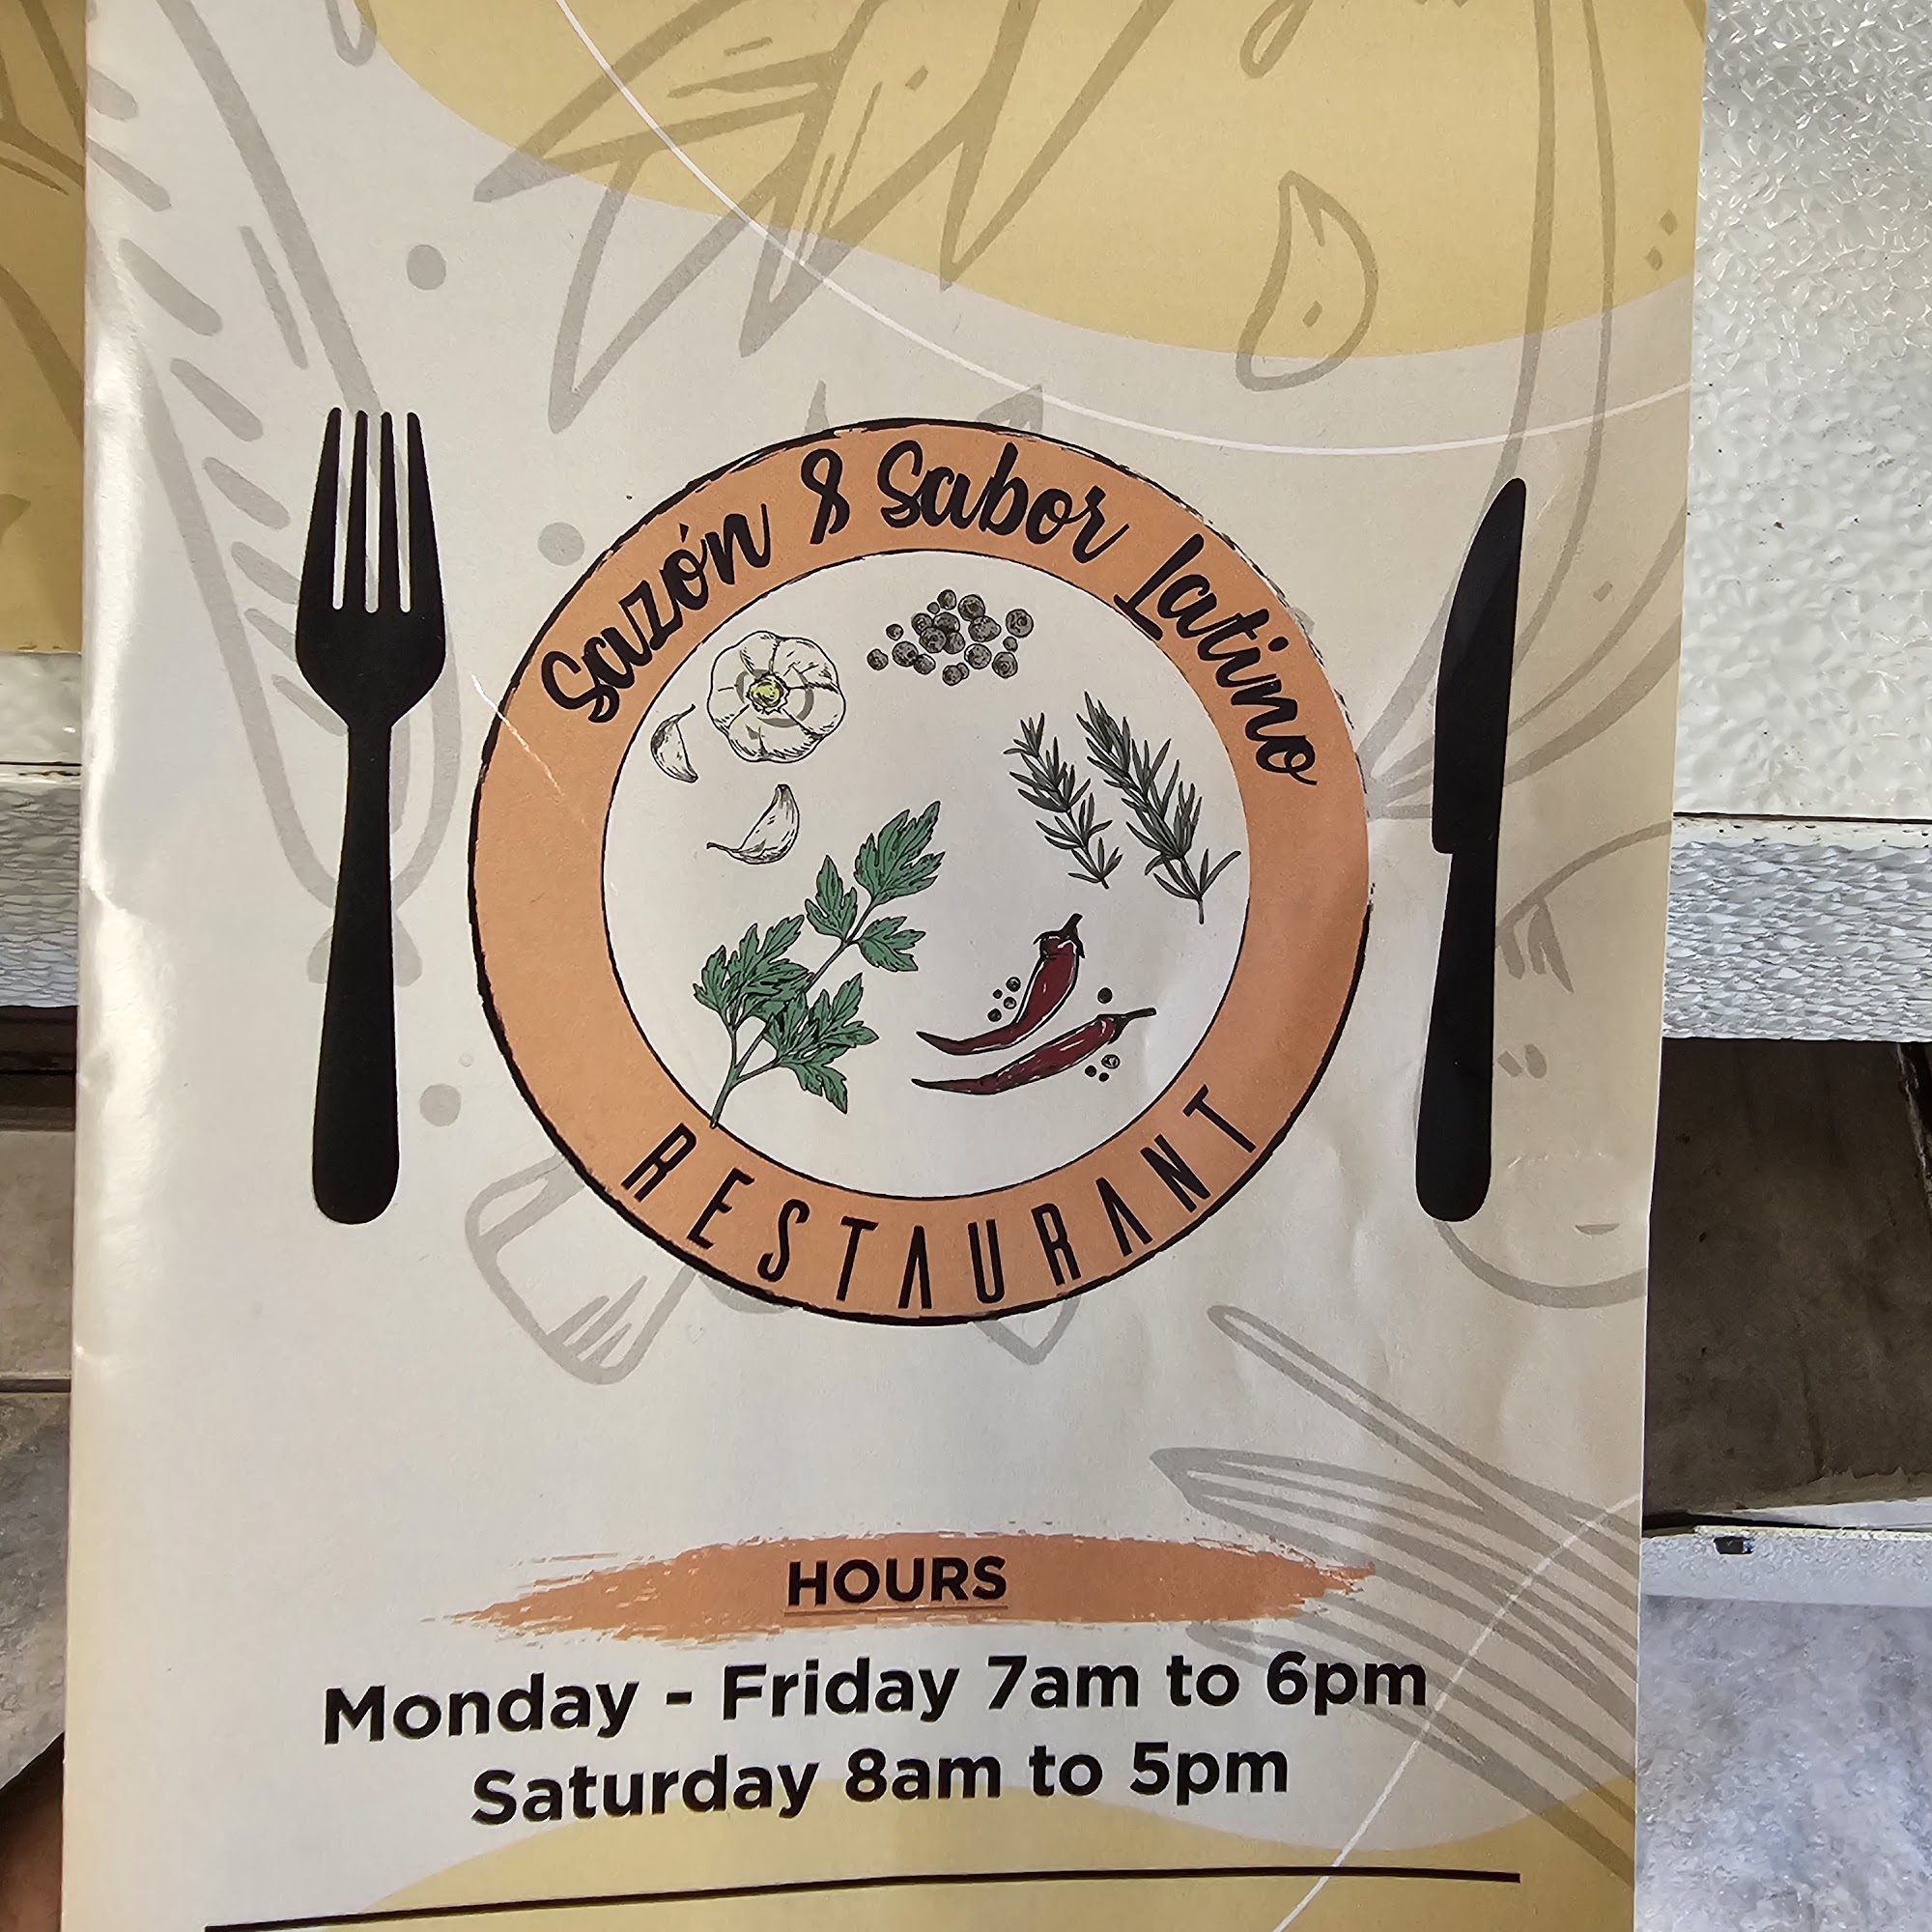 Sazón & Sabor Latino
RESTAURANT
HOURS
Monday - Friday 7am to 6pm
Saturday 8am to 5pm